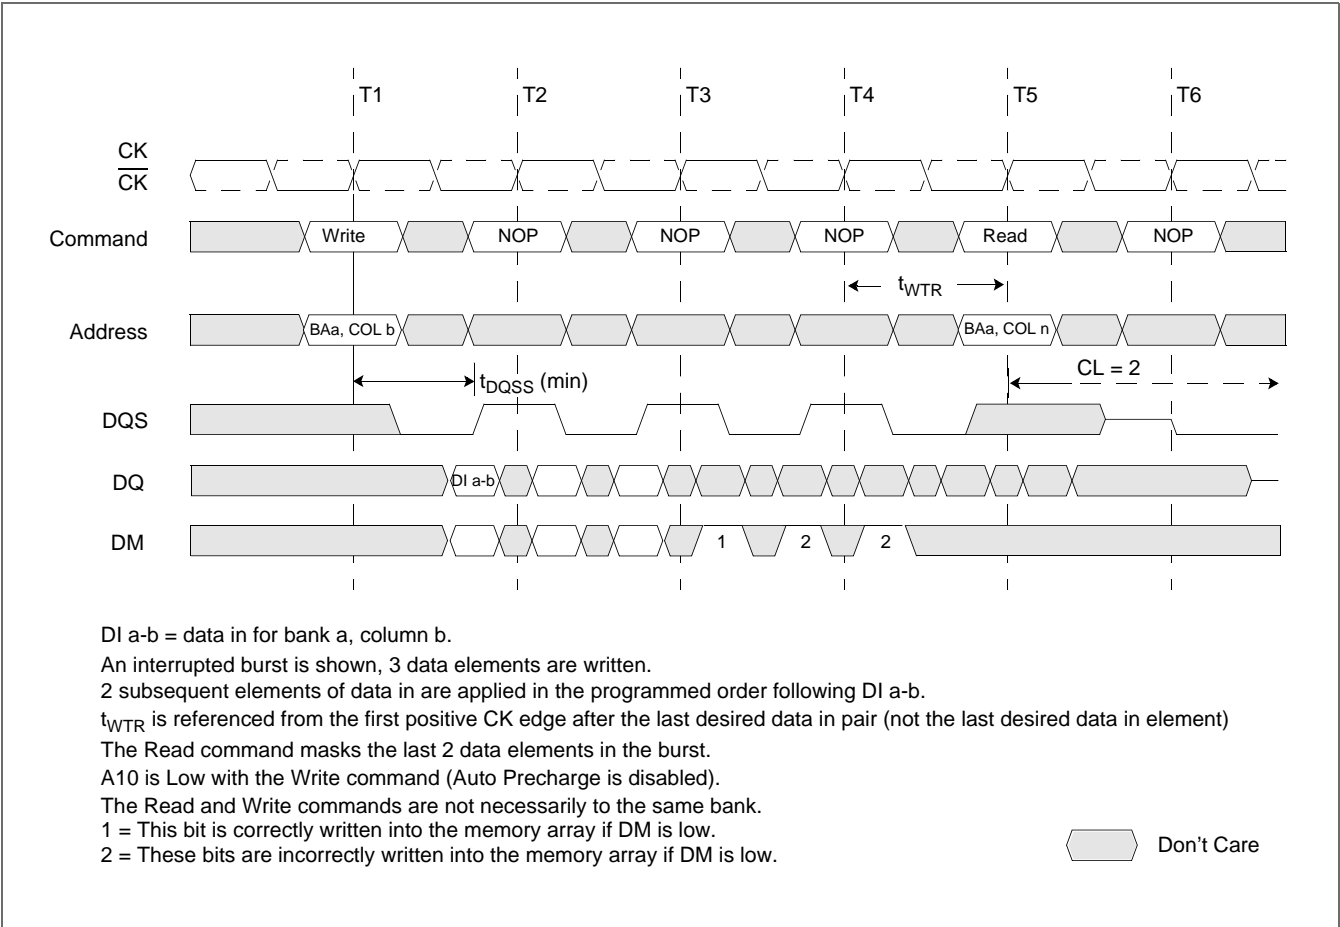 T1 T2 T3 T4 T5 T6
CK
CK
Command Write NOP NOP NOP Read NOP
tWTR
Address BAa, COL b BAa, COL n
tDQSS (min) CL = 2
DQS
DQ DI a-b
DM 1 2 2
DI a-b = data in for bank a, column b.
An interrupted burst is shown, 3 data elements are written.
2 subsequent elements of data in are applied in the programmed order following DI a-b.
tWTR is referenced from the first positive CK edge after the last desired data in pair (not the last desired data in element)
The Read command masks the last 2 data elements in the burst.
A10 is Low with the Write command (Auto Precharge is disabled).
The Read and Write commands are not necessarily to the same bank.
1 = This bit is correctly written into the memory array if DM is low.
2 = These bits are incorrectly written into the memory array if DM is low.
Don't Care